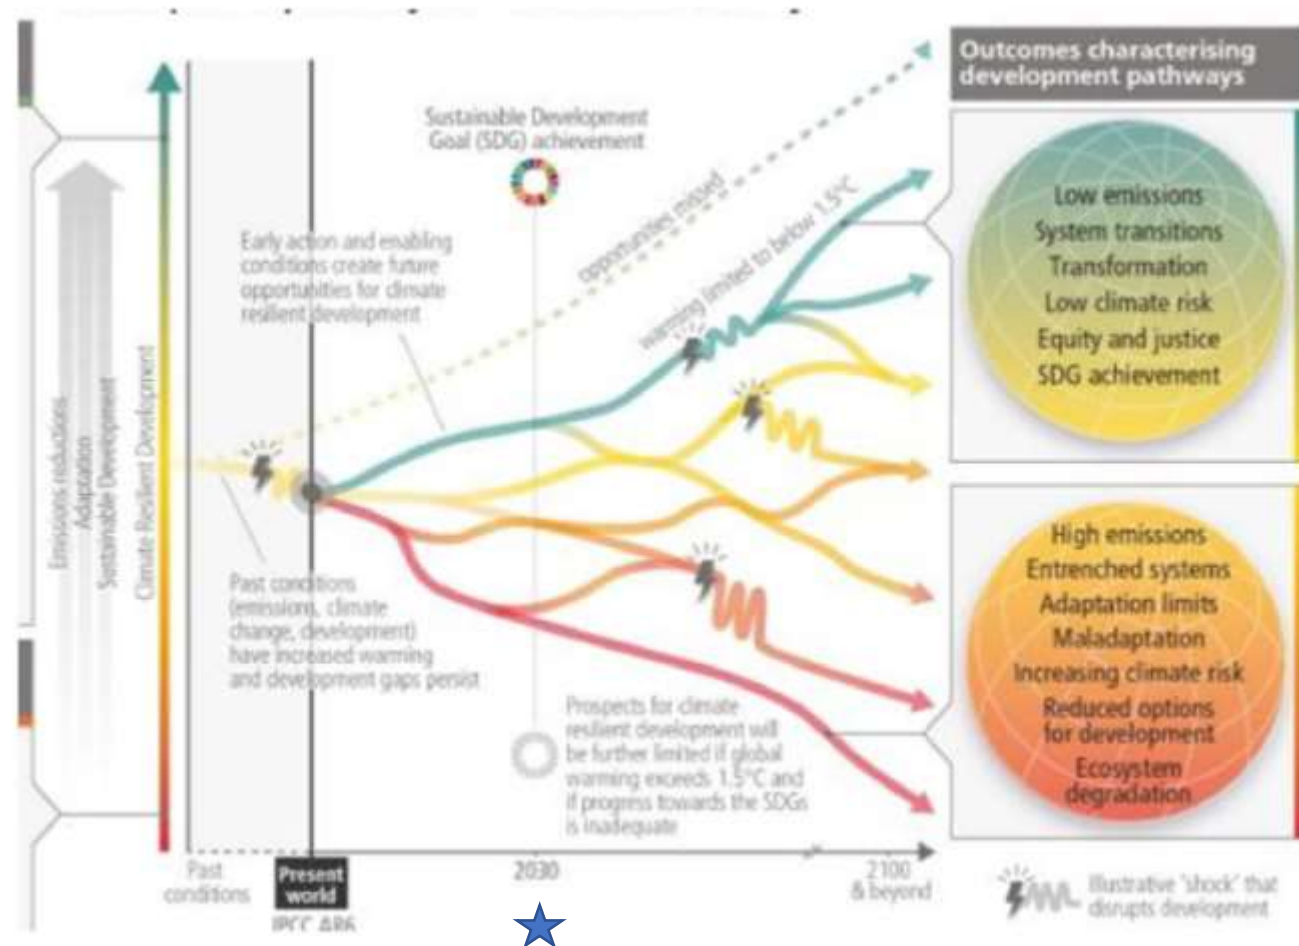 Outcomes characterising
development pathways
Sustainable Development
Goal (SDG) achievement
opportunities missed
warming limited to below 1.5°C
Early action and enabling
conditions create future
opportunities for climate
resilient development
Low emissions
System transitions
Transformation
Low climate risk
Equity and justice
SDG achievement
Emissions reductions
Adaptation
Sustainable Development
Climate Resilient Development
Past conditions
(emissions, climate
change, development)
have increased warming
and development gaps persist
High emissions
Entrenched systems
Adaptation limits
Maladaptation
Increasing climate risk
Reduced options
for development
Ecosystem
degradation
Prospects for climate
resilient development will
be further limited if global
warming exceeds 1.5°C and
if progress towards the SDGs
is inadequate
Past
conditions
Present
world
IPCC AR6
2030
2100
& beyond
Illustrative 'shock' that
disrupts development